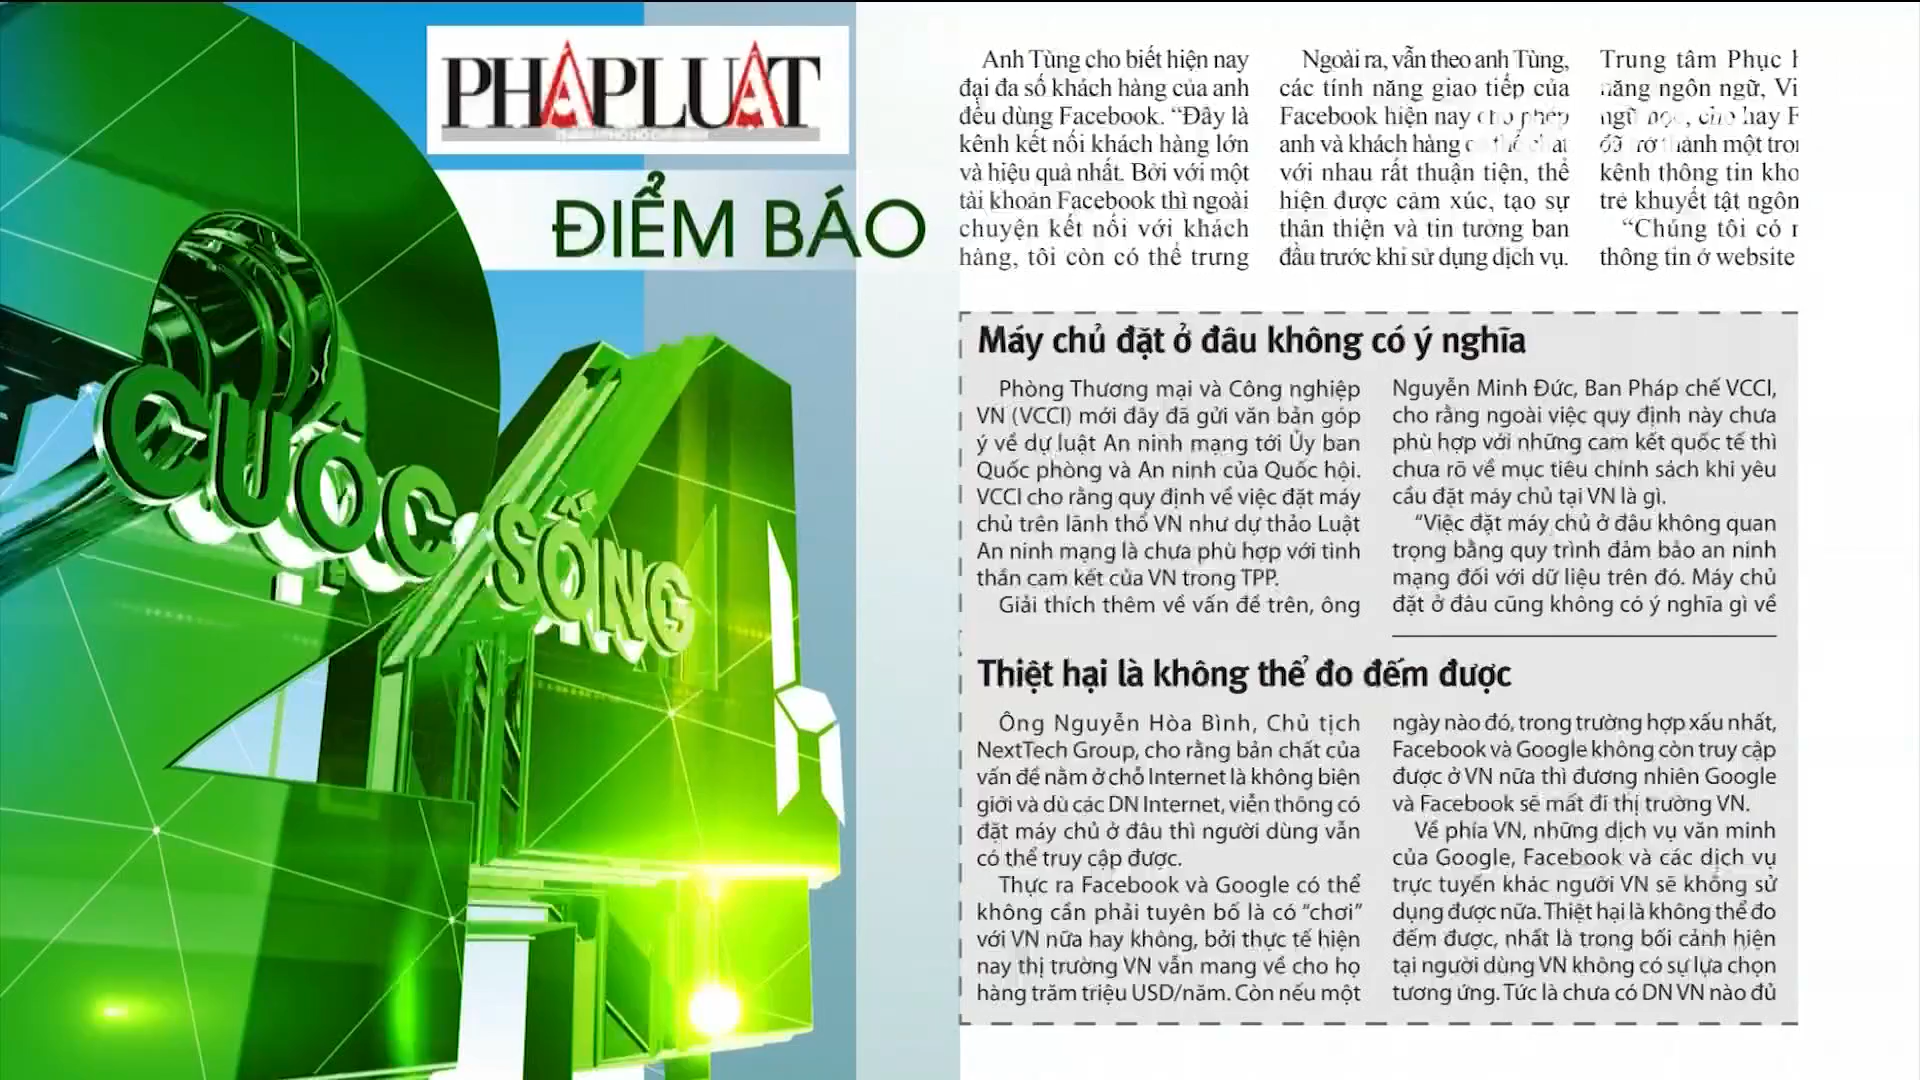 PHÁP LUẬT
ĐIỂM BÁO
CUỘC SỐNG
24h
Anh Tùng cho biết hiện nay
đại đa số khách hàng của anh
đều dùng Facebook. “Đây là
kênh kết nối khách hàng lớn
và hiệu quả nhất. Bởi với một
tài khoản Facebook thì ngoài
chuyện kết nối với khách
hàng, tôi còn có thể trưng
Ngoài ra, vẫn theo anh Tùng,
các tính năng giao tiếp của
Facebook hiện nay cho phép
anh và khách hàng có thể chat
với nhau rất thuận tiện, thể
hiện được cảm xúc, tạo sự
thân thiện và tin tưởng ban
đầu trước khi sử dụng dịch vụ.
Trung tâm Phục
năng ngôn ngữ,
ngữ học, cho hay
đã trở thành một
kênh thông tin
trẻ khuyết tật ngôn
“Chúng tôi có
thông tin ở website
Máy chủ đặt ở đâu không có ý nghĩa
Phòng Thương mại và Công nghiệp
VN (VCCI) mới đây đã gửi văn bản góp
ý về dự luật An ninh mạng tới Ủy ban
Quốc phòng và An ninh của Quốc hội.
VCCI cho rằng quy định về việc đặt máy
chủ trên lãnh thổ VN như dự thảo Luật
An ninh mạng là chưa phù hợp với tinh
thần cam kết của VN trong TPP.
Giải thích thêm về vấn đề trên, ông
Nguyễn Minh Đức, Ban Pháp chế VCCI,
cho rằng ngoài việc quy định này chưa
phù hợp với những cam kết quốc tế thì
chưa rõ về mục tiêu chính sách khi yêu
cầu đặt máy chủ tại VN là gì.
“Việc đặt máy chủ ở đâu không quan
trọng bằng quy trình đảm bảo an ninh
mạng đối với dữ liệu trên đó. Máy chủ
đặt ở đâu cũng không có ý nghĩa gì về
Thiệt hại là không thể đo đếm được
Ông Nguyễn Hòa Bình, Chủ tịch
NextTech Group, cho rằng bản chất của
vấn đề nằm ở chỗ Internet là không biên
giới và dù các DN Internet, viễn thông có
đặt máy chủ ở đâu thì người dùng vẫn
có thể truy cập được.
Thực ra Facebook và Google có thể
không cần phải tuyên bố là có “chơi”
với VN nữa hay không, bởi thực tế hiện
nay thị trường VN vẫn mang về cho họ
hàng trăm triệu USD/năm. Còn nếu một
ngày nào đó, trong trường hợp xấu nhất,
Facebook và Google không còn truy cập
được ở VN nữa thì đương nhiên Google
và Facebook sẽ mất đi thị trường VN.
Về phía VN, những dịch vụ văn minh
của Google, Facebook và các dịch vụ
trực tuyến khác người VN sẽ không sử
dụng được nữa. Thiệt hại là không thể đo
đếm được, nhất là trong bối cảnh hiện
tại người dùng VN không có sự lựa chọn
tương ứng. Tức là chưa có DN VN nào đủ